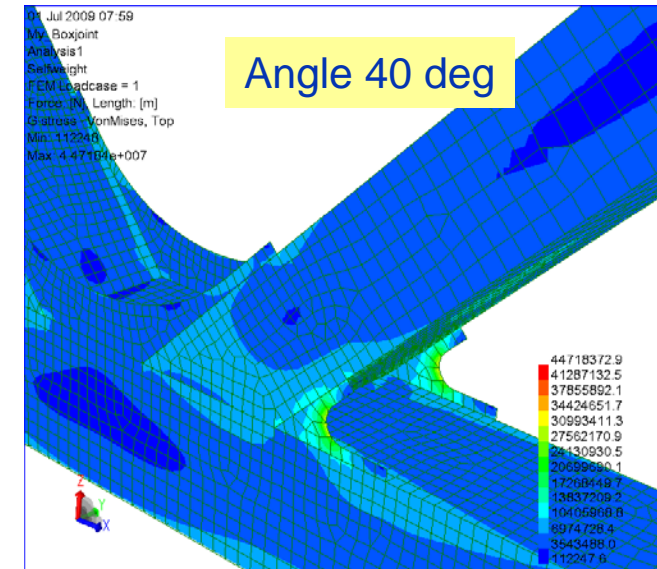 01 Jul 2009 07:59
My Boxjoint
Analysis1
Selfweight
FEM Loadcase = 1
Force: [N], Length: [m]
G-stress - VonMises, Top
Min: 112248
Max: 4.47184e+007
Angle 40 deg
44718372.9
41287132.5
37855892.1
34424651.7
30993411.3
27562170.9
24130930.5
20699690.1
17268449.7
13837209.2
10405968.8
6974728.4
3543488.0
112247.6
Z
Y
X